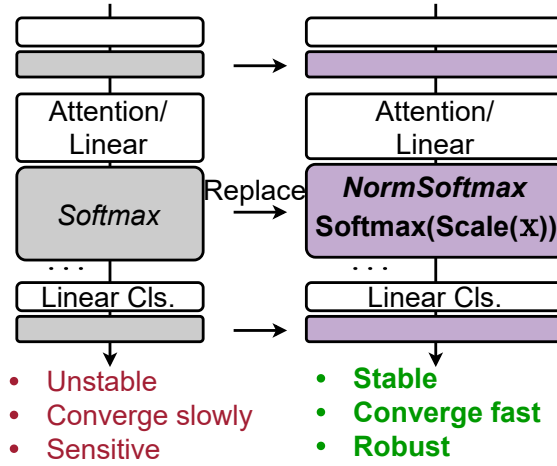 Attention/
Linear
Softmax
. . .
Linear Cls.
• Unstable
• Converge slowly
• Sensitive
Replace
Attention/
Linear
NormSoftmax
Softmax(Scale(x))
. . .
Linear Cls.
• Stable
• Converge fast
• Robust